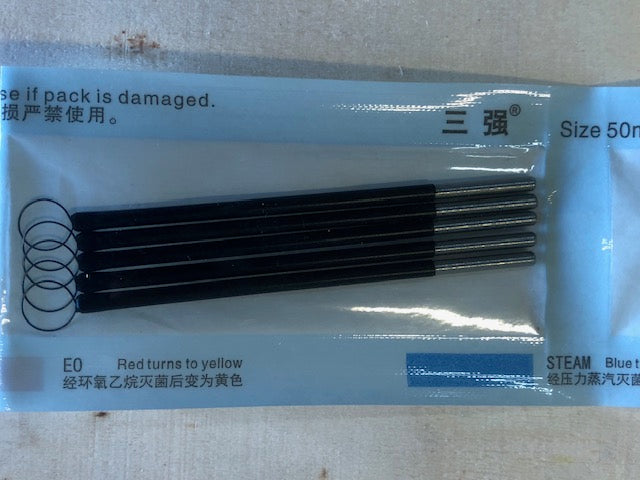 se if pack is damaged.
损严禁使用。
三强®
Size 50m
EO Red turns to yellow
经环氧乙烷灭菌后变为黄色
STEAM Blue t
经压力蒸汽灭菌